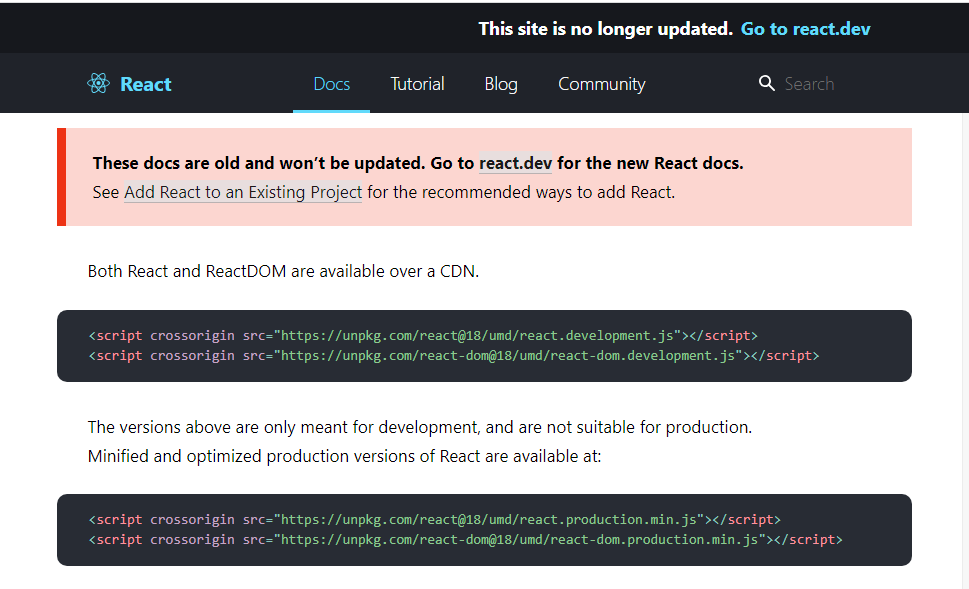 This site is no longer updated. Go to react.dev
React Docs Tutorial Blog Community Search
These docs are old and won’t be updated. Go to react.dev for the new React docs.
See Add React to an Existing Project for the recommended ways to add React.
Both React and ReactDOM are available over a CDN.
<script crossorigin src="https://unpkg.com/react@18/umd/react.development.js"></script>
<script crossorigin src="https://unpkg.com/react-dom@18/umd/react-dom.development.js"></script>
The versions above are only meant for development, and are not suitable for production.
Minified and optimized production versions of React are available at:
<script crossorigin src="https://unpkg.com/react@18/umd/react.production.min.js"></script>
<script crossorigin src="https://unpkg.com/react-dom@18/umd/react-dom.production.min.js"></script>